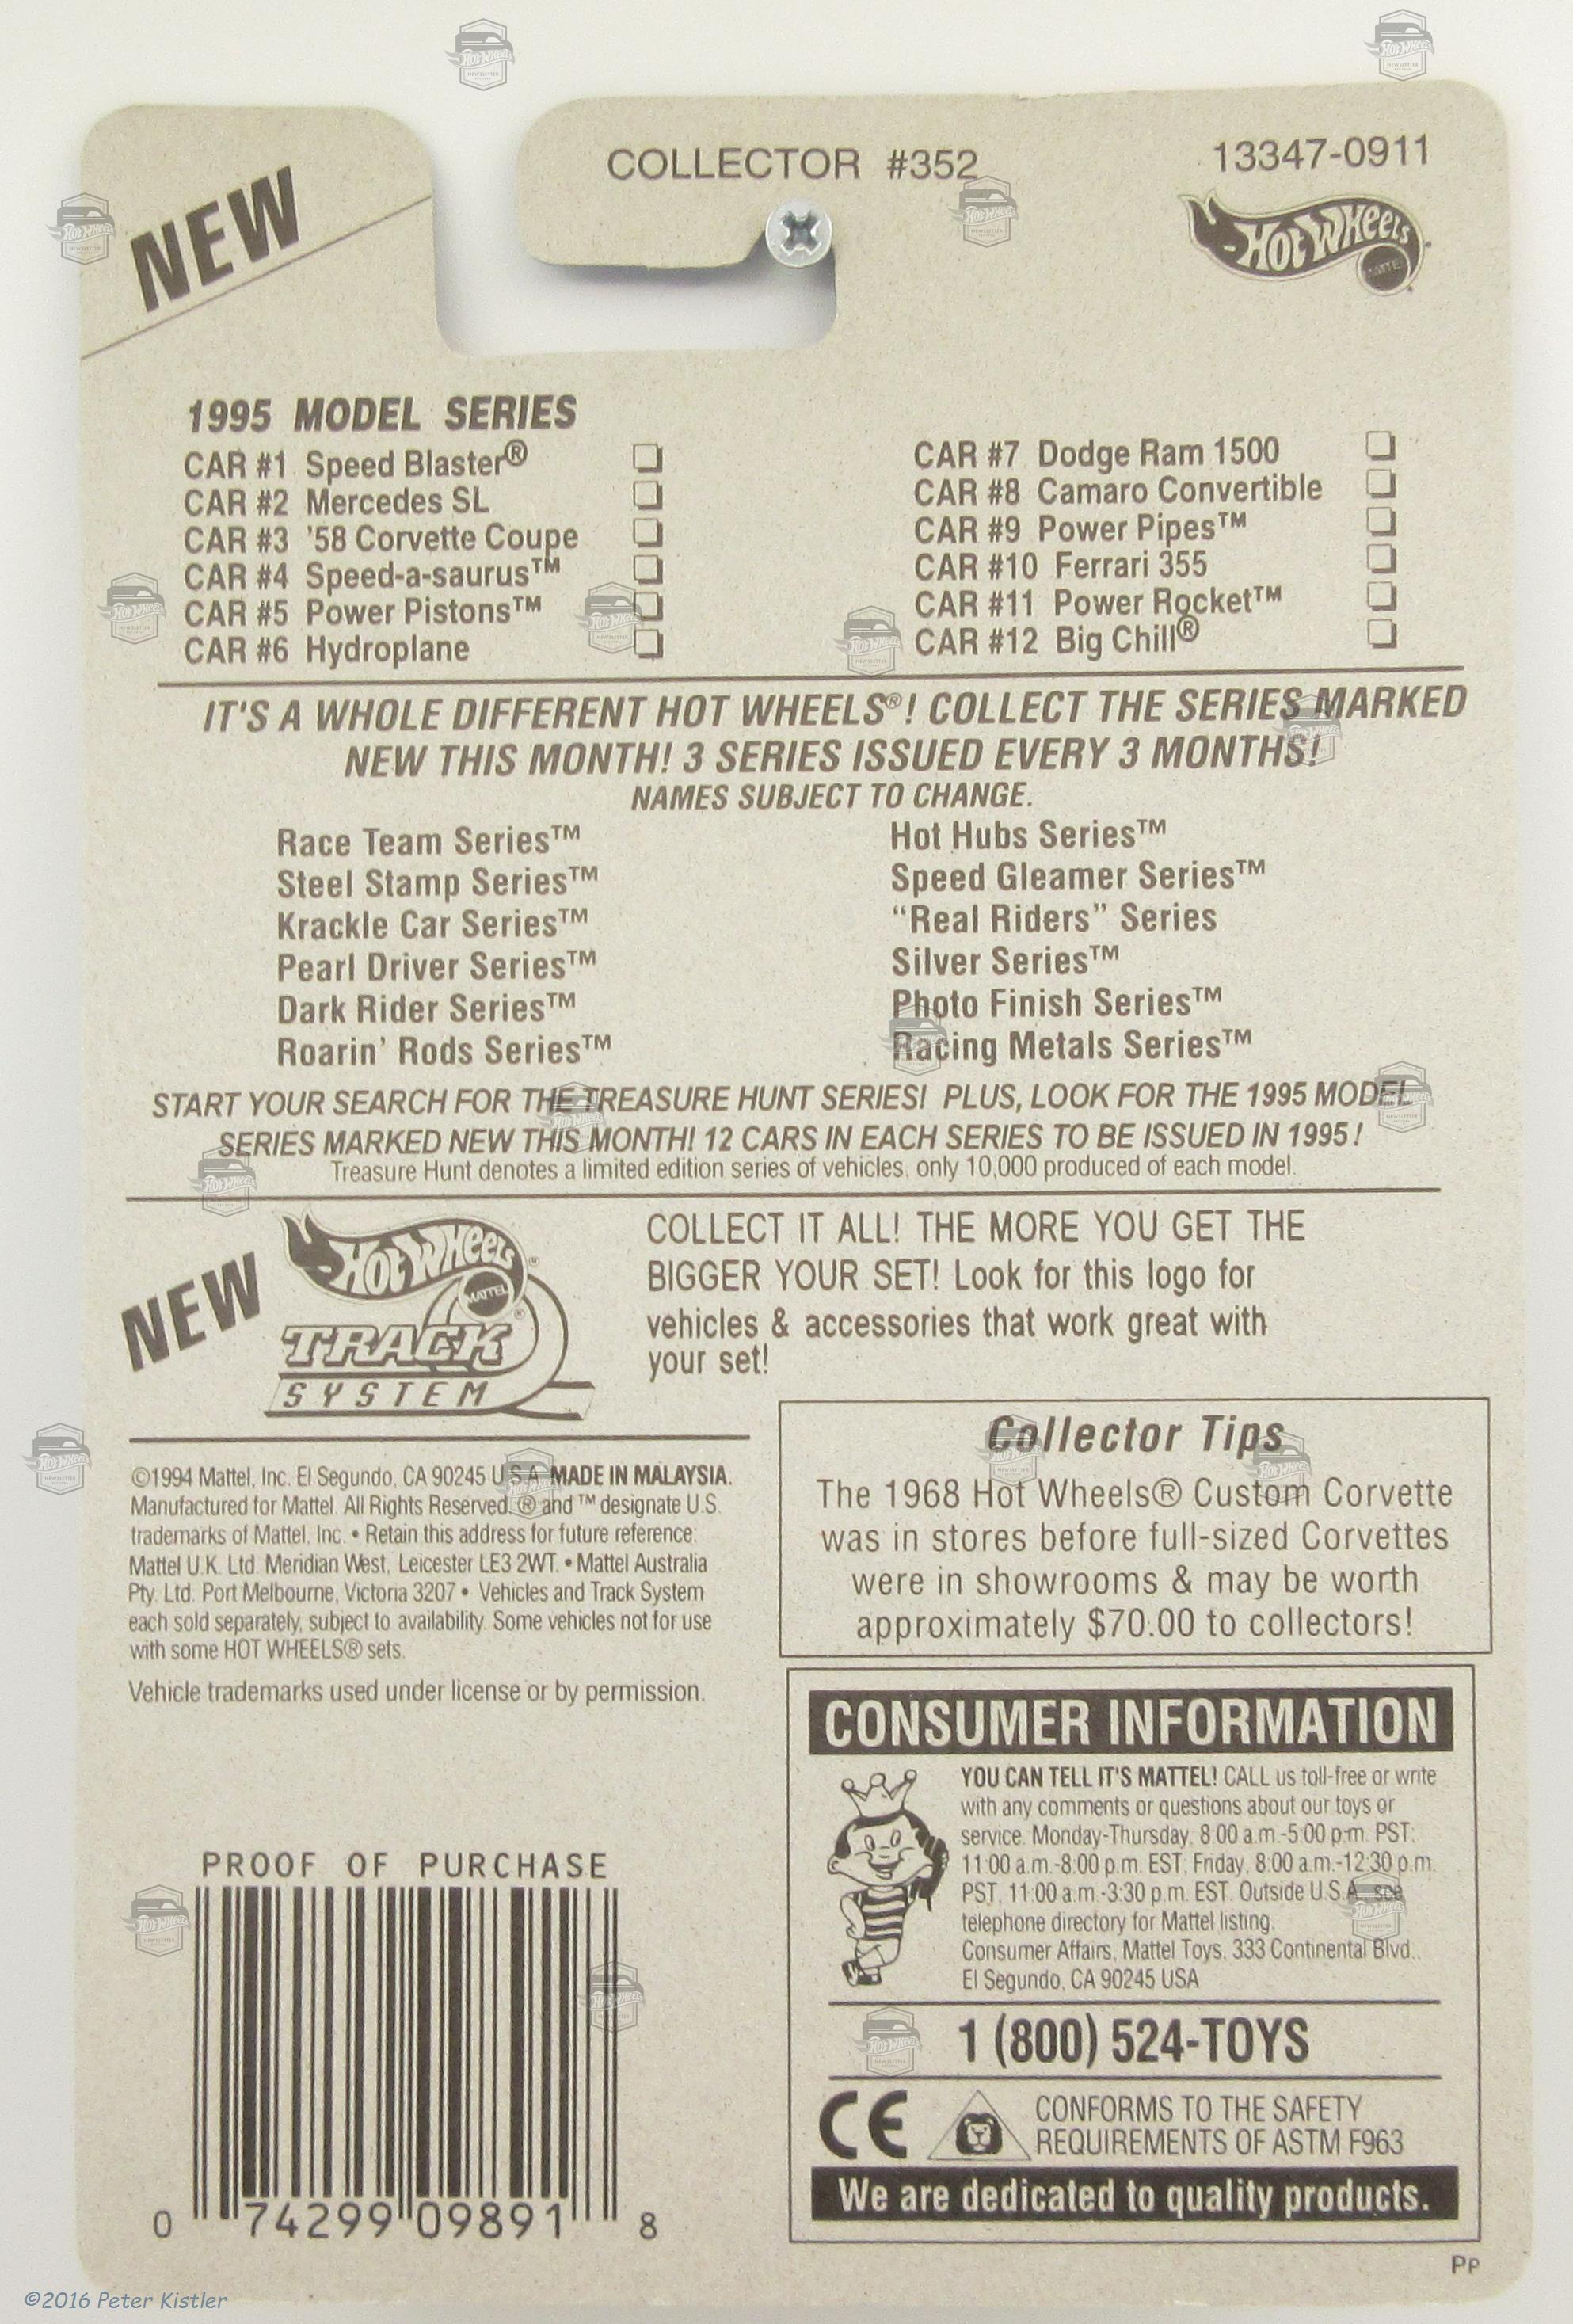 COLLECTOR #352
13347-0911
NEW
HOT WHEELS
MATTEL
1995 MODEL SERIES
CAR #1 Speed Blaster®
CAR #2 Mercedes SL
CAR #3 '58 Corvette Coupe
CAR #4 Speed-a-saurus™
CAR #5 Power Pistons™
CAR #6 Hydroplane
CAR #7 Dodge Ram 1500
CAR #8 Camaro Convertible
CAR #9 Power Pipes™
CAR #10 Ferrari 355
CAR #11 Power Rocket™
CAR #12 Big Chill®
IT'S A WHOLE DIFFERENT HOT WHEELS®! COLLECT THE SERIES MARKED
NEW THIS MONTH! 3 SERIES ISSUED EVERY 3 MONTHS!
NAMES SUBJECT TO CHANGE.
Race Team Series™
Steel Stamp Series™
Krackle Car Series™
Pearl Driver Series™
Dark Rider Series™
Roarin' Rods Series™
Hot Hubs Series™
Speed Gleamer Series™
“Real Riders” Series
Silver Series™
Photo Finish Series™
Racing Metals Series™
START YOUR SEARCH FOR THE TREASURE HUNT SERIES! PLUS, LOOK FOR THE 1995 MODEL
SERIES MARKED NEW THIS MONTH! 12 CARS IN EACH SERIES TO BE ISSUED IN 1995!
Treasure Hunt denotes a limited edition series of vehicles, only 10,000 produced of each model.
NEW
HOT WHEELS
MATTEL
TRACK
SYSTEM
COLLECT IT ALL! THE MORE YOU GET THE
BIGGER YOUR SET! Look for this logo for
vehicles & accessories that work great with
your set!
©1994 Mattel, Inc. El Segundo, CA 90245 U.S.A. MADE IN MALAYSIA.
Manufactured for Mattel. All Rights Reserved. ® and ™ designate U.S.
trademarks of Mattel, Inc. • Retain this address for future reference:
Mattel U.K. Ltd. Meridian West, Leicester LE3 2WT. • Mattel Australia
Pty. Ltd. Port Melbourne, Victoria 3207 • Vehicles and Track System
each sold separately, subject to availability. Some vehicles not for use
with some HOT WHEELS® sets.
Vehicle trademarks used under license or by permission.
Collector Tips
The 1968 Hot Wheels® Custom Corvette
was in stores before full-sized Corvettes
were in showrooms & may be worth
approximately $70.00 to collectors!
CONSUMER INFORMATION
YOU CAN TELL IT'S MATTEL! CALL us toll-free or write
with any comments or questions about our toys or
service. Monday-Thursday, 8:00 a.m.-5:00 p.m. PST;
11:00 a.m.-8:00 p.m. EST; Friday, 8:00 a.m.-12:30 p.m.
PST, 11:00 a.m.-3:30 p.m. EST. Outside U.S.A., see
telephone directory for Mattel listing.
Consumer Affairs, Mattel Toys, 333 Continental Blvd.,
El Segundo, CA 90245 USA
1 (800) 524-TOYS
CE
CONFORMS TO THE SAFETY
REQUIREMENTS OF ASTM F963
We are dedicated to quality products.
PROOF OF PURCHASE
0 74299 09891 8
PP
©2016 Peter Kistler